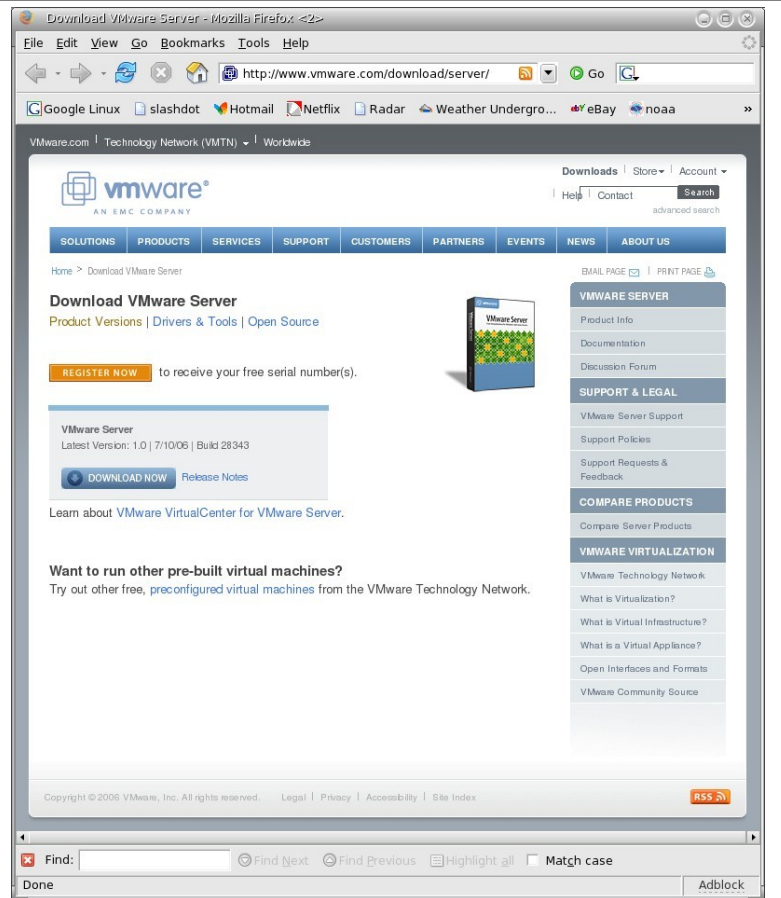 Download VMware Server - Mozilla Firefox <2>
File Edit View Go Bookmarks Tools Help
http://www.vmware.com/download/server/ Go G
G Google Linux slashdot Hotmail Netflix Radar Weather Undergro... eBay noaa »
VMware.com | Technology Network (VMTN) | Worldwide
Downloads | Store | Account
| Help | Contact Search
advanced search
vmware®
AN EMC COMPANY
SOLUTIONS PRODUCTS SERVICES SUPPORT CUSTOMERS PARTNERS EVENTS NEWS ABOUT US
Home > Download VMware Server
EMAIL PAGE | PRINT PAGE
Download VMware Server
Product Versions | Drivers & Tools | Open Source
VMware Server
REGISTER NOW to receive your free serial number(s).
VMware Server
Latest Version: 1.0 | 7/10/06 | Build 28343
DOWNLOAD NOW Release Notes
Learn about VMware VirtualCenter for VMware Server.
Want to run other pre-built virtual machines?
Try out other free, preconfigured virtual machines from the VMware Technology Network.
VMWARE SERVER
Product Info
Documentation
Discussion Forum
SUPPORT & LEGAL
VMware Server Support
Support Policies
Support Requests &
Feedback
COMPARE PRODUCTS
Compare Server Products
VMWARE VIRTUALIZATION
VMware Technology Network
What is Virtualization?
What is Virtual Infrastructure?
What is a Virtual Appliance?
Open Interfaces and Formats
VMware Community Source
Copyright © 2006 VMware, Inc. All rights reserved. Legal | Privacy | Accessibility | Site Index
RSS
Find: Find Next Find Previous Highlight all Match case
Done Adblock